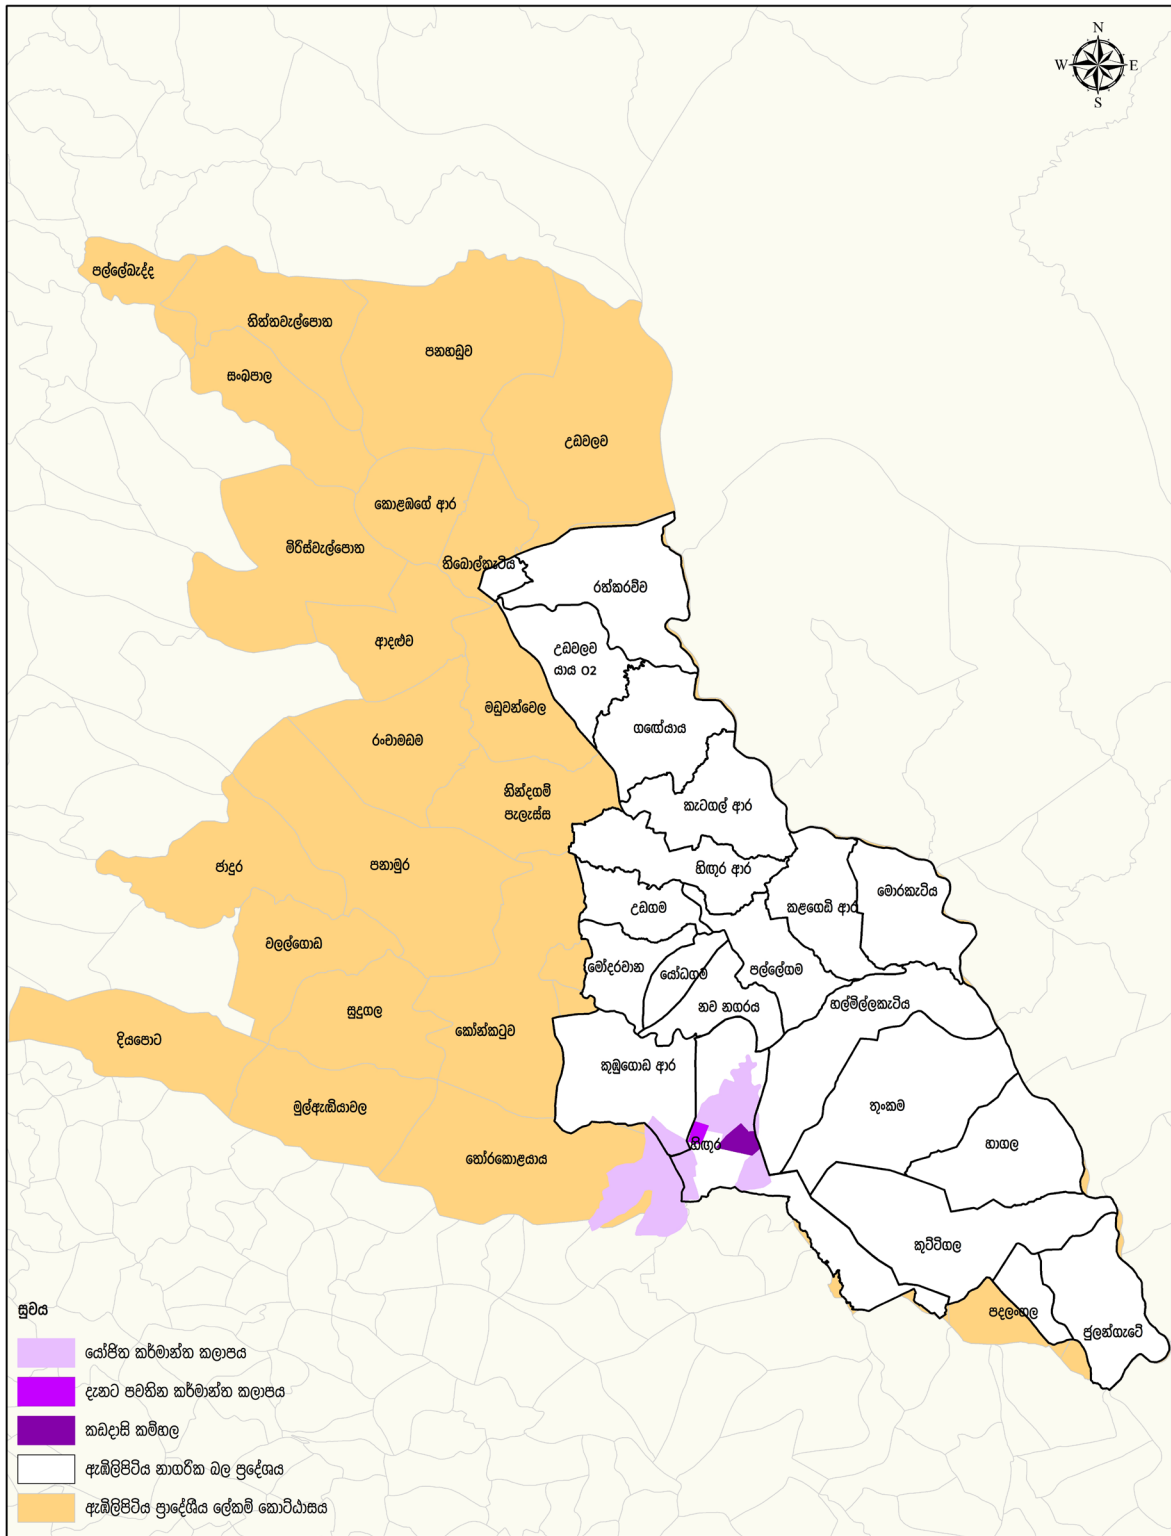 N
W E
S
පල්ලේබැද්ද
තිත්තවැල්පොත
පනහඩුව
සංඛපාල
උඩවලව
කොළඹගේ ආර
මිරිස්වැල්පොත
තිබොල්කැටිය
රත්කරව්ව
ආදළුව
උඩවලව
යාය 02
මඩුවන්වෙල
ගඟේයාය
රංචාමඩම
නින්දගම්
පැලැස්ස
කැටගල් ආර
ජාදුර
පනාමුර
හිඟුර ආර
මොරකැටිය
උඩගම
කළගෙඩි ආර
වලල්ගොඩ
මෝදරවාන
යෝධගම
පල්ලේගම
සුදුගල
නව නගරය
හල්මිල්ලකැටිය
දියපොට
කෝන්කටුව
කුඹුගොඩ ආර
මුල්ඇඬියාවල
තුංකම
තෝරකොළයාය
හිඟුර
හාගල
කුට්ටිගල
පදලංගල
ජුලන්ගැටේ
සූචය
යෝජිත කර්මාන්ත කලාපය
දැනට පවතින කර්මාන්ත කලාපය
කඩදාසි කම්හල
ඇඹිලිපිටිය නාගරික බල ප්‍රදේශය
ඇඹිලිපිටිය ප්‍රාදේශීය ලේකම් කොට්ඨාසය